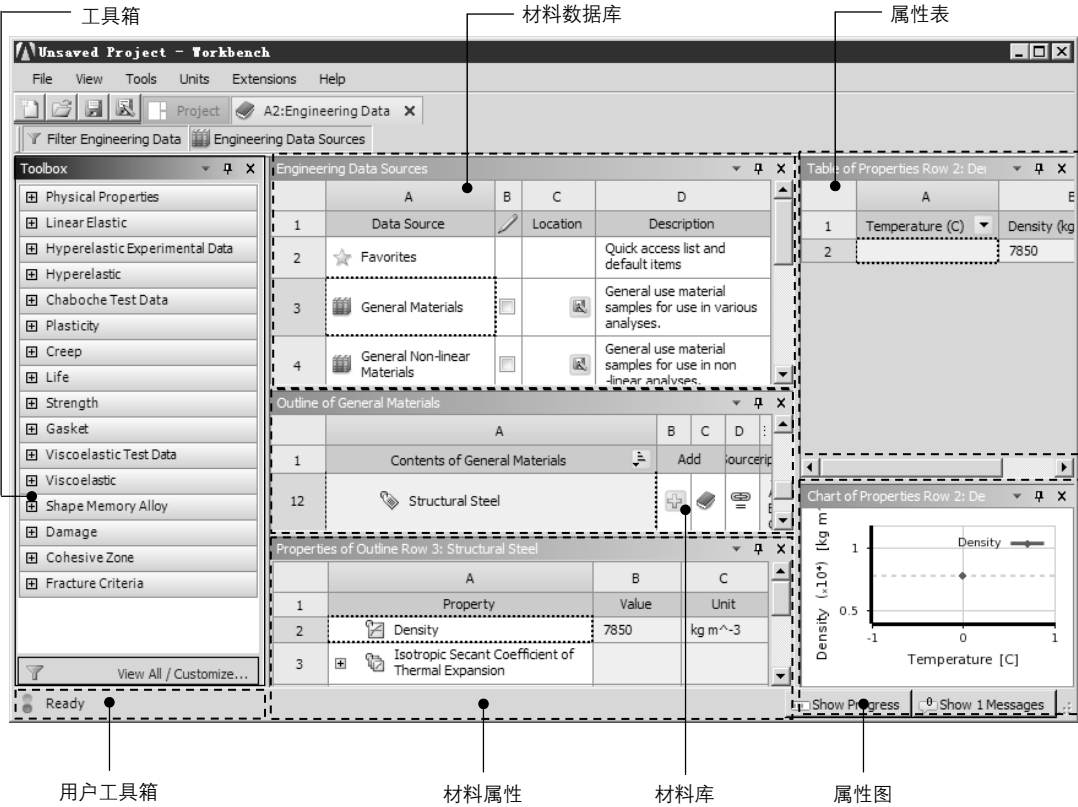 工具箱
材料数据库
属性表
Unsaved Project - Workbench
File View Tools Units Extensions Help
Project A2:Engineering Data
Filter Engineering Data Engineering Data Sources
Toolbox
Physical Properties
Linear Elastic
Hyperelastic Experimental Data
Hyperelastic
Chaboche Test Data
Plasticity
Creep
Life
Strength
Gasket
Viscoelastic Test Data
Viscoelastic
Shape Memory Alloy
Damage
Cohesive Zone
Fracture Criteria
View All / Customize...
Ready
Engineering Data Sources
A B C D
1 Data Source Location Description
2 Favorites Quick access list and
default items
3 General Materials General use material
samples for use in various
analyses.
4 General Non-linear
Materials General use material
samples for use in non
-linear analyses.
Outline of General Materials
A B C D
1 Contents of General Materials Add ourcerip
12 Structural Steel
Properties of Outline Row 3: Structural Steel
A B C
1 Property Value Unit
2 Density 7850 kg m^-3
3 Isotropic Secant Coefficient of
Thermal Expansion
Table of Properties Row 2: De
A B
1 Temperature (C) Density (kg
2 7850
Chart of Properties Row 2: De
Density (×10⁴) [kg m
1
0.5
Density
-1 0 1
Temperature [C]
Show Progress 0 Show 1 Messages
用户工具箱
材料属性
材料库
属性图